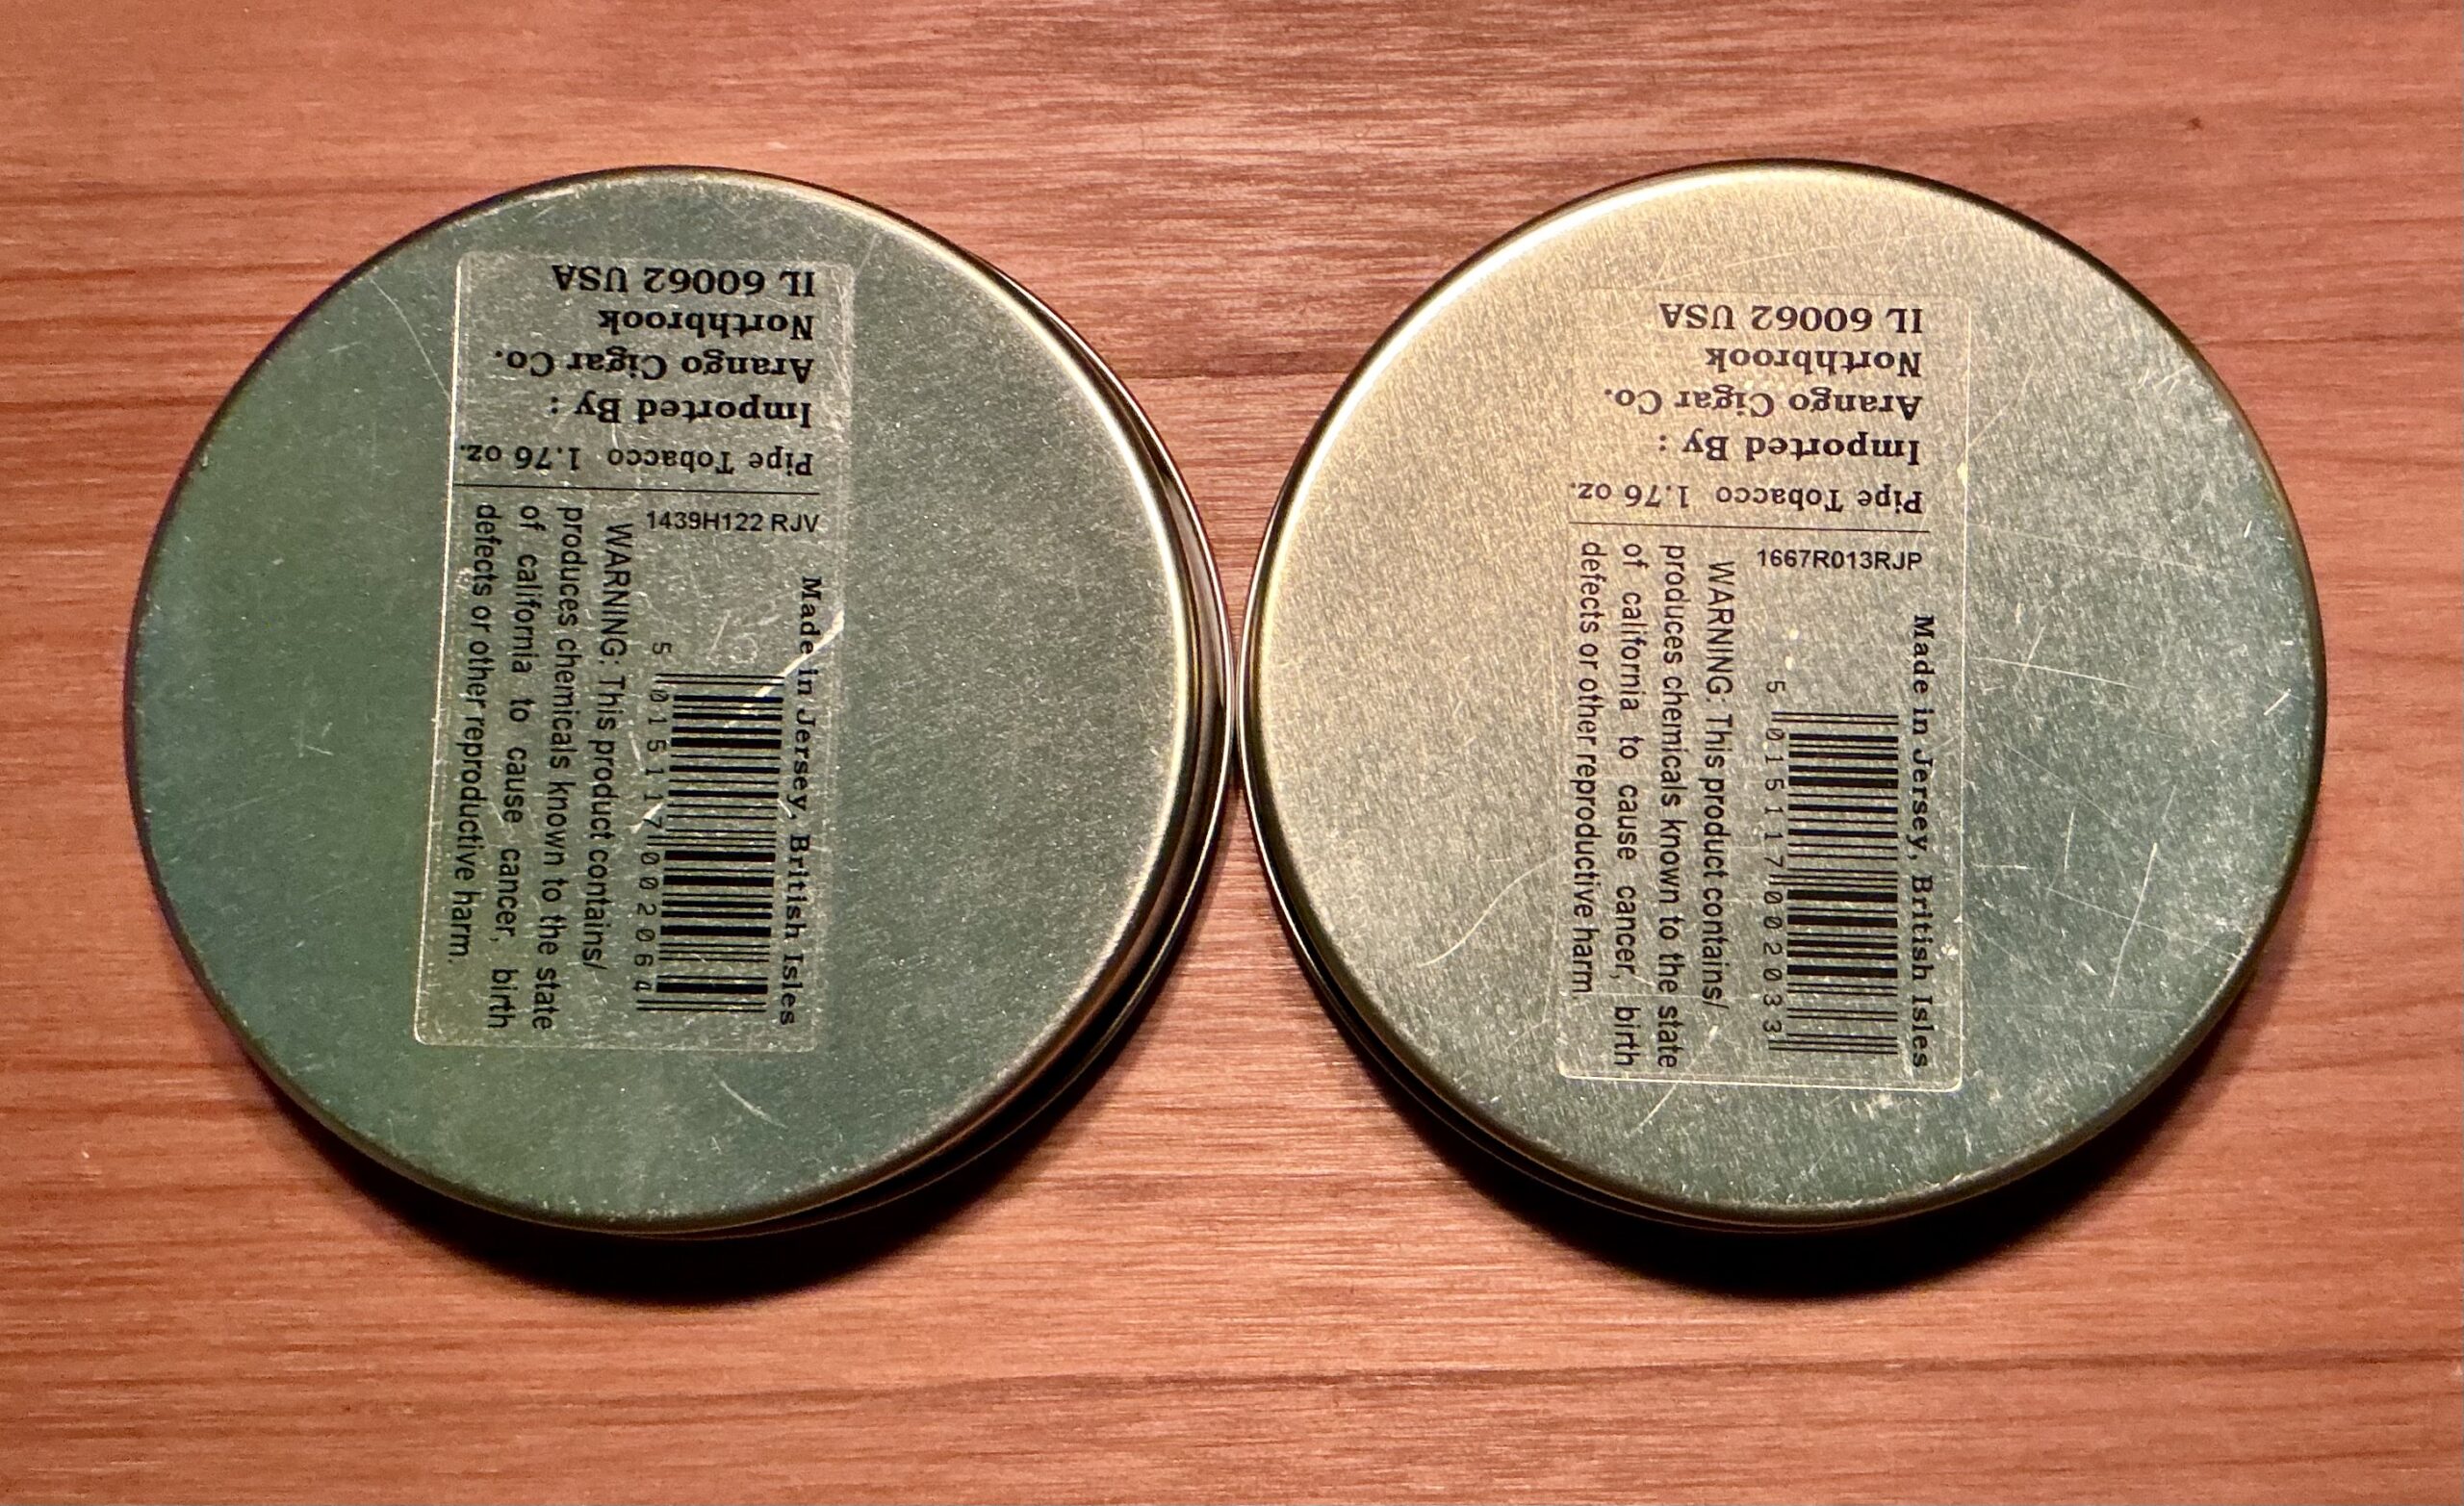 IL 60062 USA
Northbrook
Arango Cigar Co.
Imported By :
Pipe Tobacco 1.76 oz.
1439H122 RJV
Made in Jersey, British Isles
5 015117 002064
WARNING: This product contains/
produces chemicals known to the state
of california to cause cancer, birth
defects or other reproductive harm.
Pipe Tobacco 1.76 oz.
Imported By :
Arango Cigar Co.
Northbrook
IL 60062 USA
1667R013RJP
Made in Jersey, British Isles
5 015117 002033
WARNING: This product contains/
produces chemicals known to the state
of california to cause cancer, birth
defects or other reproductive harm.